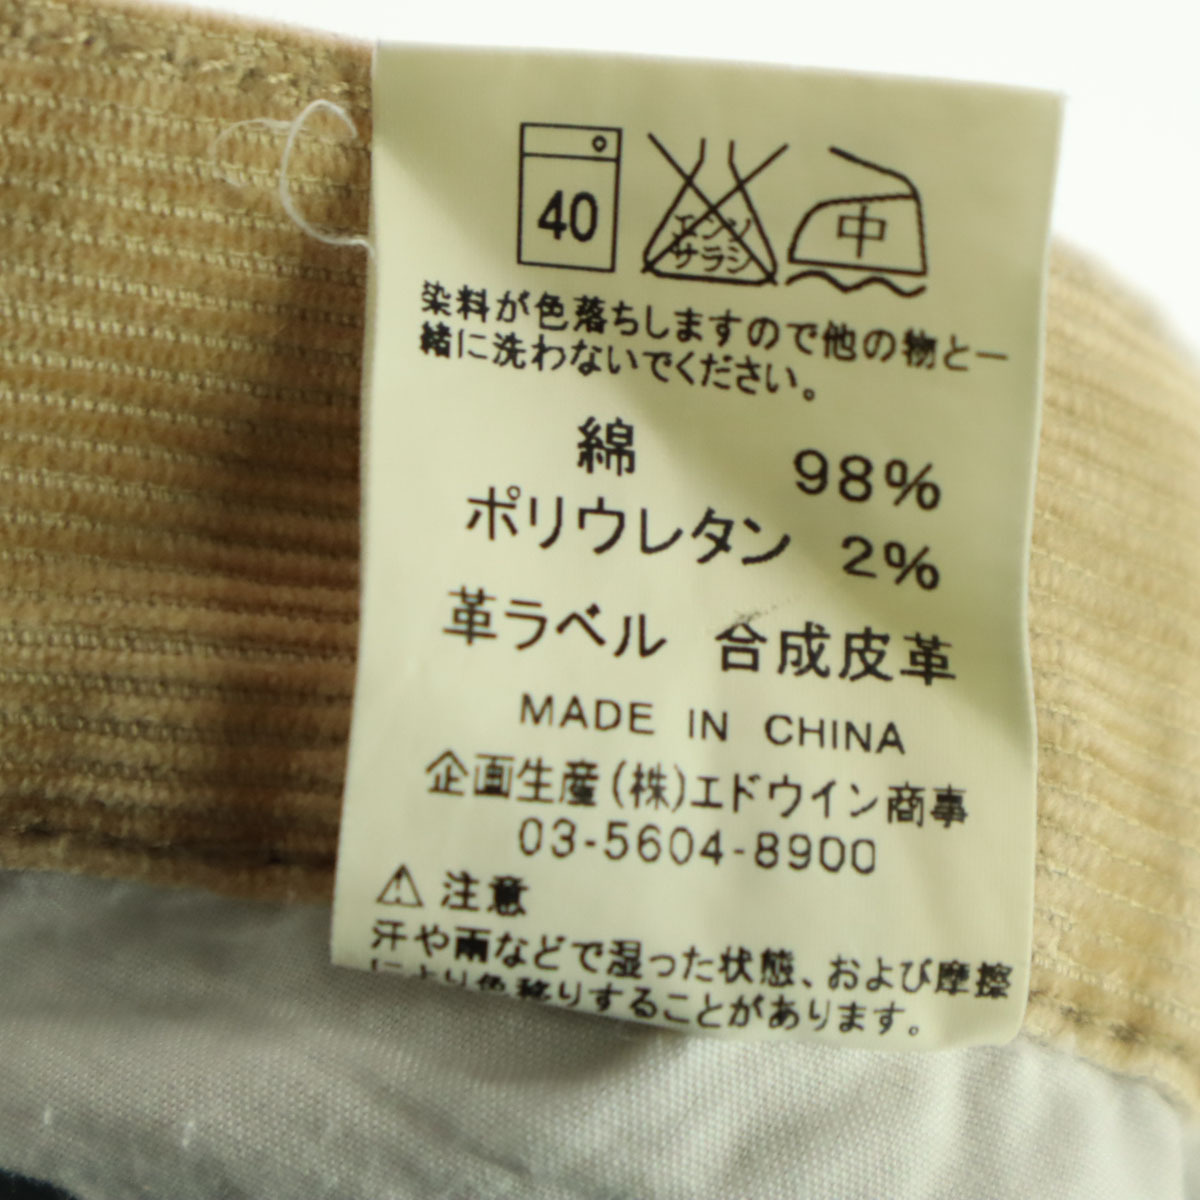 40
エンソ
サラシ
中
染料が色落ちしますので他の物と一
緒に洗わないでください。
綿 98%
ポリウレタン 2%
革ラベル 合成皮革
MADE IN CHINA
企画生産(株)エドウイン商事
03-5604-8900
注意
汗や雨などで湿った状態、および摩擦
により色移りすることがあります。